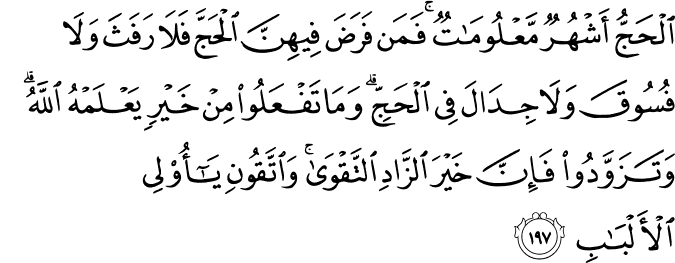 ٱلْحَجُّ أَشْهُرٌ مَّعْلُومَـٰتٌ ۚ فَمَن فَرَضَ فِيهِنَّ ٱلْحَجَّ فَلَا رَفَثَ وَلَا
فُسُوقَ وَلَا جِدَالَ فِى ٱلْحَجِّ ۗ وَمَا تَفْعَلُوا۟ مِنْ خَيْرٍ يَعْلَمْهُ ٱللَّهُ ۗ
وَتَزَوَّدُوا۟ فَإِنَّ خَيْرَ ٱلزَّادِ ٱلتَّقْوَىٰ ۚ وَٱتَّقُونِ يَـٰٓأُو۟لِى
ٱلْأَلْبَـٰبِ ١٩٧